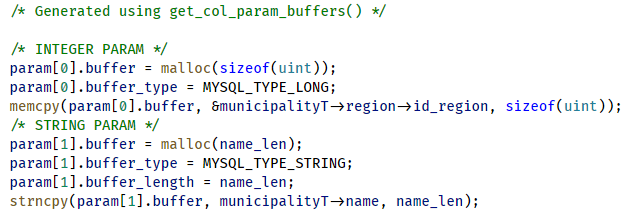 /* Generated using get_col_param_buffers() */
/* INTEGER PARAM */
param[0].buffer = malloc(sizeof(uint));
param[0].buffer_type = MYSQL_TYPE_LONG;
memcpy(param[0].buffer, &municipalityT->region->id_region, sizeof(uint));
/* STRING PARAM */
param[1].buffer = malloc(name_len);
param[1].buffer_type = MYSQL_TYPE_STRING;
param[1].buffer_length = name_len;
strncpy(param[1].buffer, municipalityT->name, name_len);